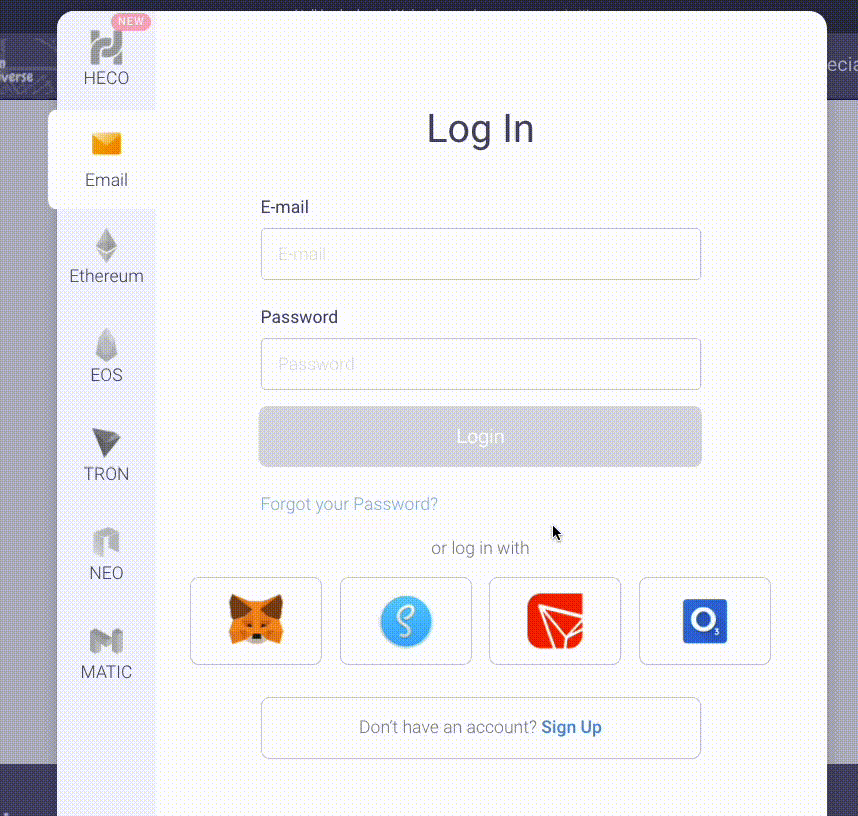 NEW
HECO
Email
Ethereum
EOS
TRON
NEO
MATIC
Log In
E-mail
E-mail
Password
Password
Login
Forgot your Password?
or log in with
Don't have an account? Sign Up